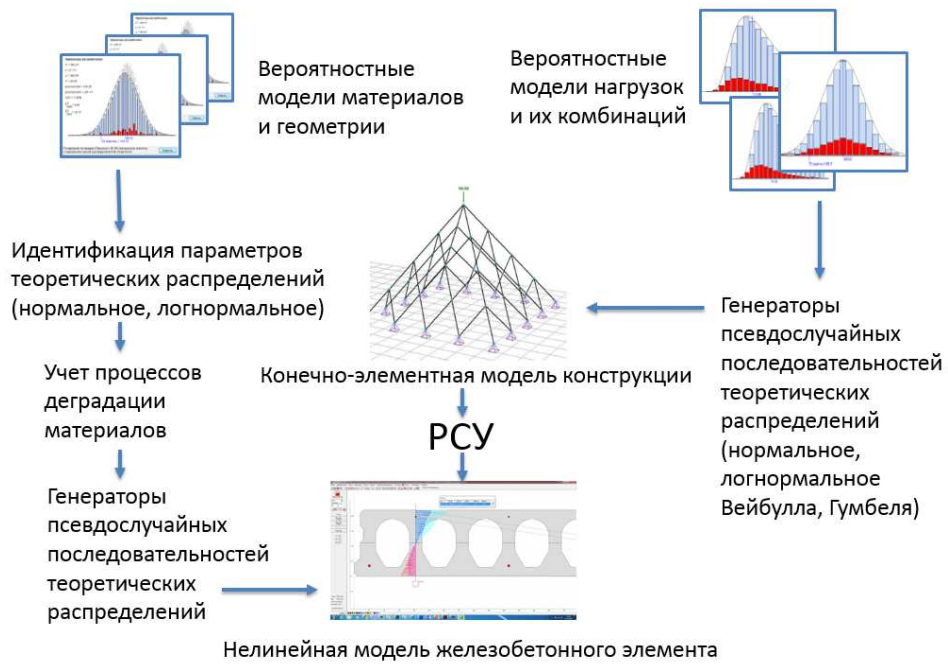 Вероятностные
модели материалов
и геометрии
Вероятностные
модели нагрузок
и их комбинаций
Идентификация параметров
теоретических распределений
(нормальное, логнормальное)
Учет процессов
деградации
материалов
Генераторы
псевдослучайных
последовательностей
теоретических
распределений
Конечно-элементная модель конструкции
РСУ
Генераторы
псевдослучайных
последовательностей
теоретических
распределений
(нормальное,
логнормальное
Вейбулла, Гумбеля)
Нелинейная модель железобетонного элемента